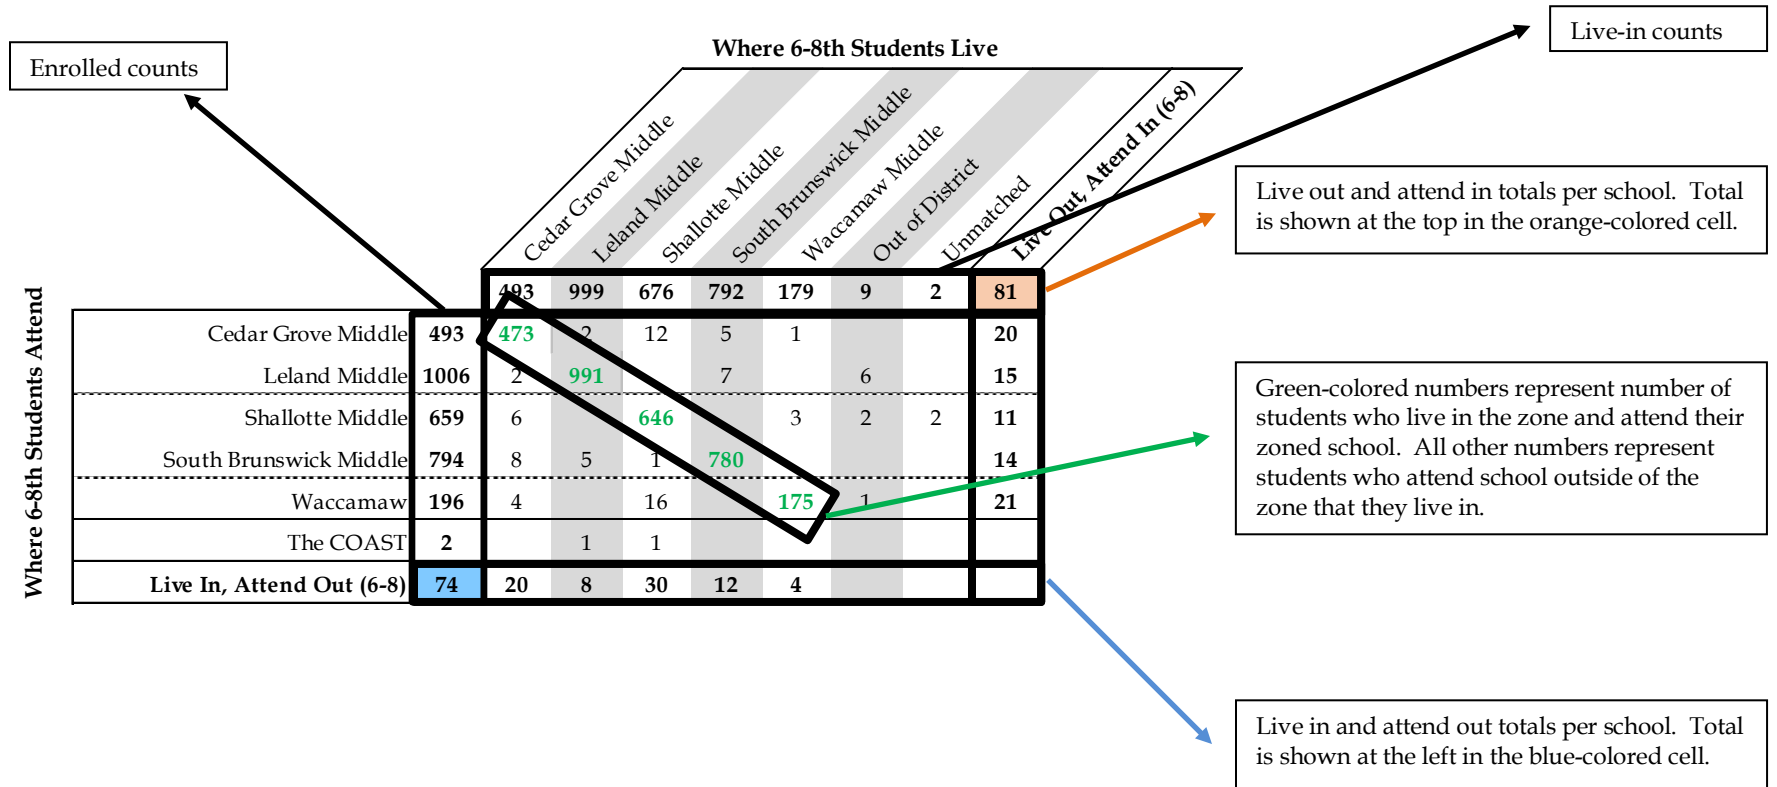 Where 6-8th Students Live
Enrolled counts
Live-in counts
Cedar Grove Middle
Leland Middle
Shallotte Middle
South Brunswick Middle
Waccamaw Middle
Out of District
Unmatched
Live Out, Attend In (6-8)
Live out and attend in totals per school. Total
is shown at the top in the orange-colored cell.
Where 6-8th Students Attend
493 999 676 792 179 9 2 81
Cedar Grove Middle 493 473 2 12 5 1 20
Leland Middle 1006 2 991 7 6 15
Shallotte Middle 659 6 646 3 2 2 11
South Brunswick Middle 794 8 5 1 780 14
Waccamaw 196 4 16 175 1 21
The COAST 2 1 1
Live In, Attend Out (6-8) 74 20 8 30 12 4
Green-colored numbers represent number of
students who live in the zone and attend their
zoned school. All other numbers represent
students who attend school outside of the
zone that they live in.
Live in and attend out totals per school. Total
is shown at the left in the blue-colored cell.